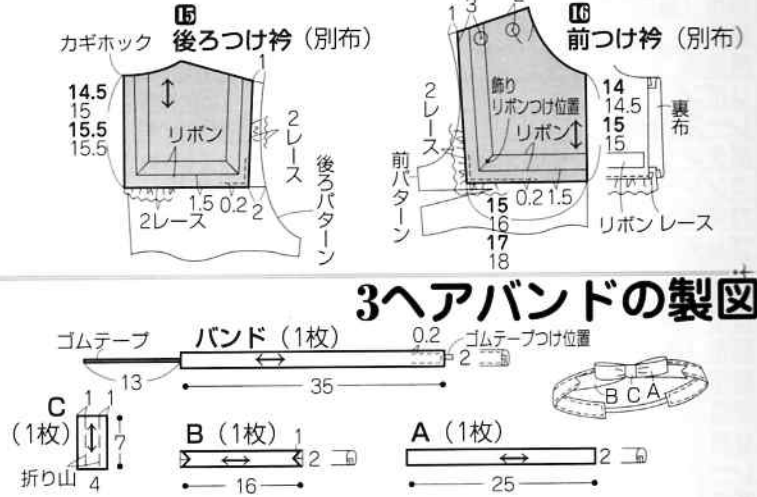 15
後ろつけ衿（別布）
カギホック
1
14.5
15
15.5
15.5
リボン
2レース
2レース
1.5
0.2
2
後ろパターン
16
前つけ衿（別布）
1
3
飾り
リボンつけ位置
リボン
2レース
前パターン
14
14.5
15
15
裏布
0.2
1.5
15
16
17
18
リボン
レース
3ヘアバンドの製図
ゴムテープ
バンド（1枚）
0.2
ゴムテープつけ位置
2
13
35
B C A
C
（1枚）
1 1
7
折り山
4
B（1枚）
1
2
16
A（1枚）
2
25